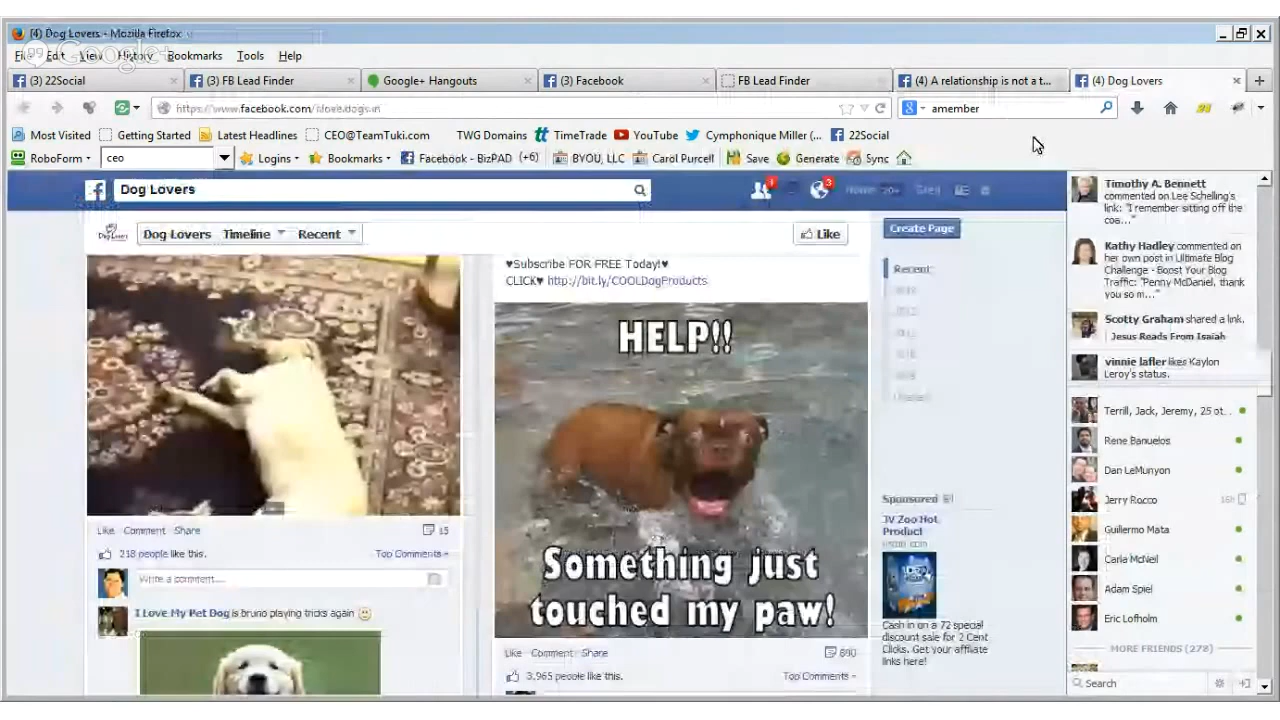 [4] Dog Lovers - Mozilla Firefox
Google+
File Edit View History Bookmarks Tools Help
(3) 22Social
(3) FB Lead Finder
Google+ Hangouts
(3) Facebook
FB Lead Finder
(4) A relationship is not a t...
(4) Dog Lovers
amember
Most Visited Getting Started Latest Headlines CEO@TeamTuki.com TWG Domains TimeTrade YouTube Cymphonique Miller (... 22Social
RoboForm ceo Logins Bookmarks Facebook - BizPAD (+6) BYOU, LLC Carol Purcell Save Generate Sync
Dog Lovers
1
3
Dog Lovers Timeline Recent
Like
♥Subscribe FOR FREE Today!♥
CLICK♥ http://bit.ly/COOLDogProducts
HELP!!
Something just
touched my paw!
Like Comment Share 15
218 people like this. Top Comments
Write a comment...
I Love My Pet Dog is bruno playing tricks again
Like Comment Share 890
3,965 people like this. Top Comments
Create Page
Recent
Sponsored
JV Zoo Hot
Product
Cash in on a 72 special
discount sale for 2 Cent
Clicks. Get your affiliate
links here!
Timothy A. Bennett
commented on Lee Schelling's
link: "I remember sitting off the
coa..."
Kathy Hadley commented on
her own post in Ultimate Blog
Challenge - Boost Your Blog
Traffic: "Penny McDaniel, thank
you so m..."
Scotty Graham shared a link.
Jesus Reads From Isaiah
vinnie lafler likes Kaylon
Leroy's status.
Terrill, Jack, Jeremy, 25 ot...
Rene Banuelos
Dan LeMunyon
Jerry Rocco
Guillermo Mata
Carla McNeil
Adam Spiel
Eric Lofholm
MORE FRIENDS (278)
Search